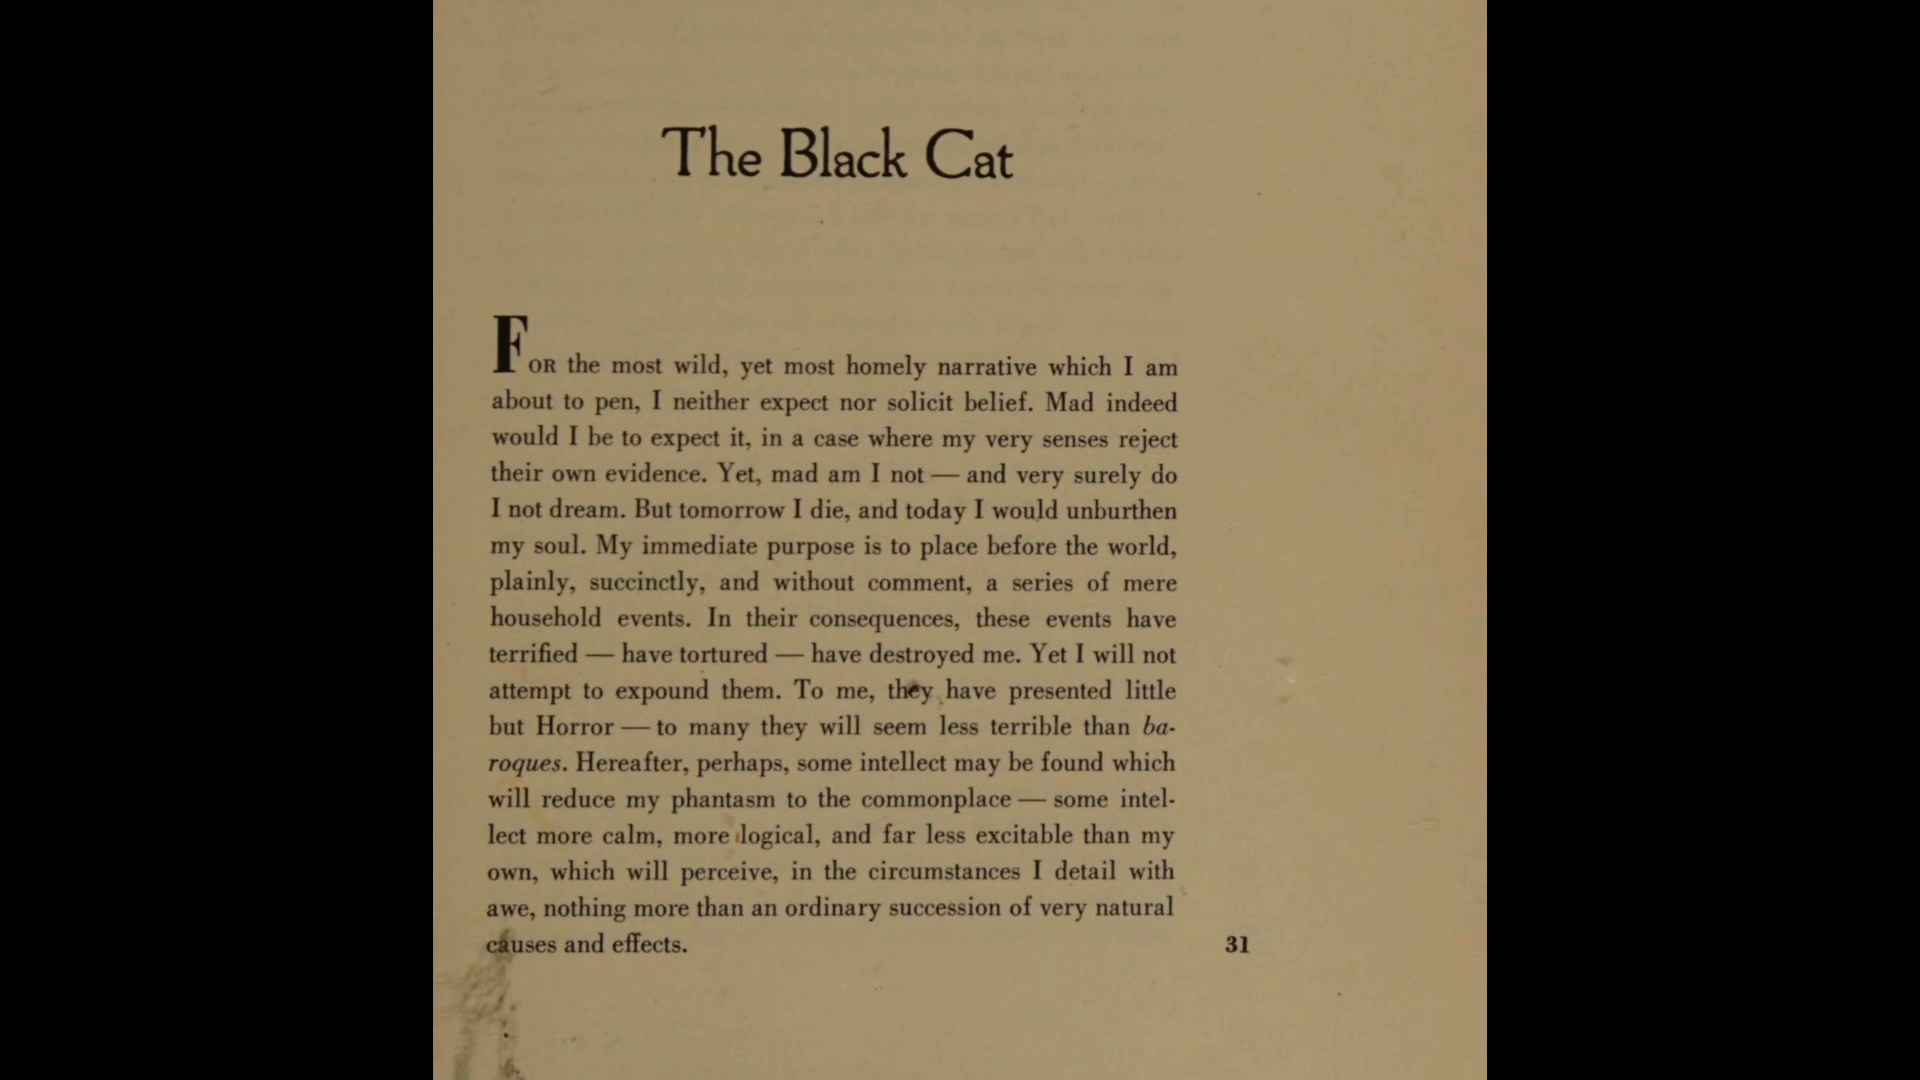 The Black Cat
FOR the most wild, yet most homely narrative which I am
about to pen, I neither expect nor solicit belief. Mad indeed
would I be to expect it, in a case where my very senses reject
their own evidence. Yet, mad am I not — and very surely do
I not dream. But tomorrow I die, and today I would unburthen
my soul. My immediate purpose is to place before the world,
plainly, succinctly, and without comment, a series of mere
household events. In their consequences, these events have
terrified — have tortured — have destroyed me. Yet I will not
attempt to expound them. To me, they have presented little
but Horror — to many they will seem less terrible than ba-
roques. Hereafter, perhaps, some intellect may be found which
will reduce my phantasm to the commonplace — some intel-
lect more calm, more logical, and far less excitable than my
own, which will perceive, in the circumstances I detail with
awe, nothing more than an ordinary succession of very natural
causes and effects.
31